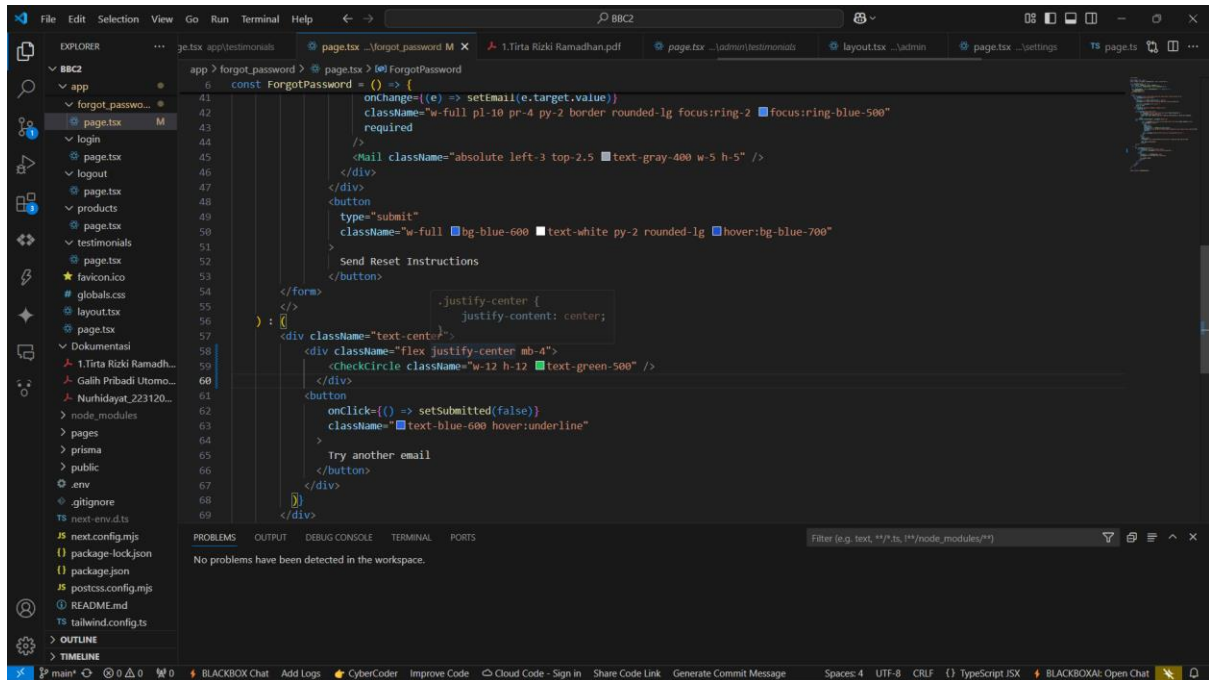 File Edit Selection View Go Run Terminal Help
BBC2
EXPLORER
ge.tsx app\testimonials
page.tsx ...\forgot_password M
1.Tirta Rizki Ramadhan.pdf
page.tsx ...\admin\testimonials
layout.tsx ...\admin
page.tsx ...\settings
TS page.ts
BBC2
app
forgot_passwo...
page.tsx M
login
page.tsx
logout
page.tsx
products
page.tsx
testimonials
page.tsx
favicon.ico
# globals.css
layout.tsx
page.tsx
Dokumentasi
1.Tirta Rizki Ramadh...
Galih Pribadi Utomo...
Nurhidayat_223120...
node_modules
pages
prisma
public
.env
.gitignore
TS next-env.d.ts
JS next.config.mjs
{} package-lock.json
{} package.json
JS postcss.config.mjs
README.md
TS tailwind.config.ts
OUTLINE
TIMELINE
app > forgot_password > page.tsx > ForgotPassword
6 const ForgotPassword = () => {
41 onChange={(e) => setEmail(e.target.value)}
42 className="w-full pl-10 pr-4 py-2 border rounded-lg focus:ring-2 focus:ring-blue-500"
43 required
44 />
45 <Mail className="absolute left-3 top-2.5 text-gray-400 w-5 h-5" />
46 </div>
47 </div>
48 <button
49 type="submit"
50 className="w-full bg-blue-600 text-white py-2 rounded-lg hover:bg-blue-700"
51 >
52 Send Reset Instructions
53 </button>
54 </form>
55 </>
56 ) : (
57 <div className="text-center">
58 <div className="flex justify-center mb-4">
59 <CheckCircle className="w-12 h-12 text-green-500" />
60 </div>
61 <button
62 onClick={() => setSubmitted(false)}
63 className="text-blue-600 hover:underline"
64 >
65 Try another email
66 </button>
67 </div>
68 )}
69 </div>
.justify-center {
justify-content: center;
}
PROBLEMS OUTPUT DEBUG CONSOLE TERMINAL PORTS
Filter (e.g. text, **/*.ts, !**/node_modules/**)
No problems have been detected in the workspace.
main* 0 0 0 BLACKBOX Chat Add Logs CyberCoder Improve Code Cloud Code - Sign in Share Code Link Generate Commit Message Spaces: 4 UTF-8 CRLF {} TypeScript JSX BLACKBOXAI: Open Chat